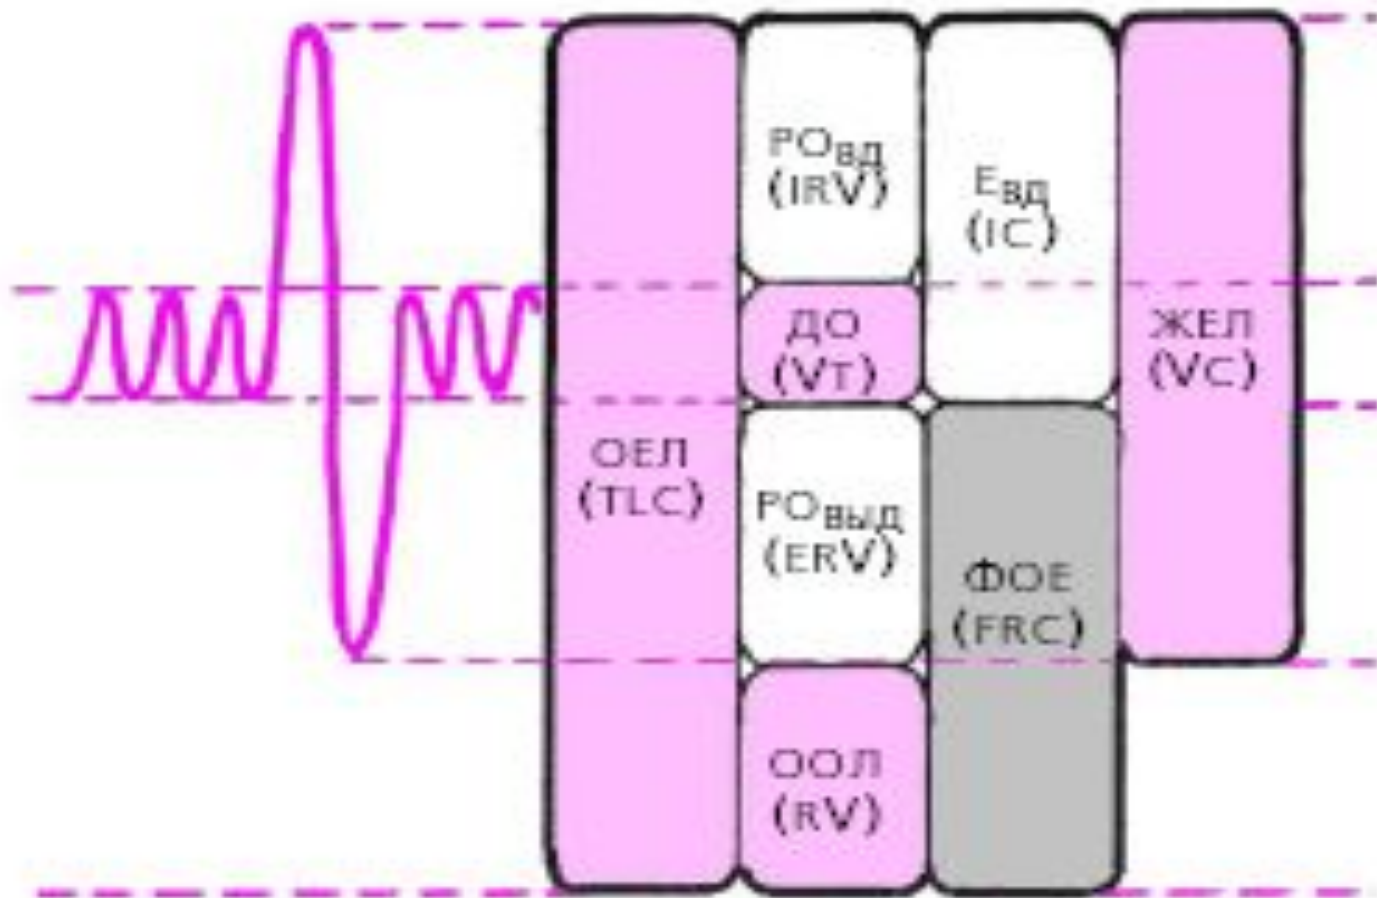 ОЕЛ
(TLC)
РОвд
(IRV)
ДО
(VT)
РОвыд
(ERV)
ООЛ
(RV)
Евд
(IC)
ФОЕ
(FRC)
ЖЕЛ
(VC)